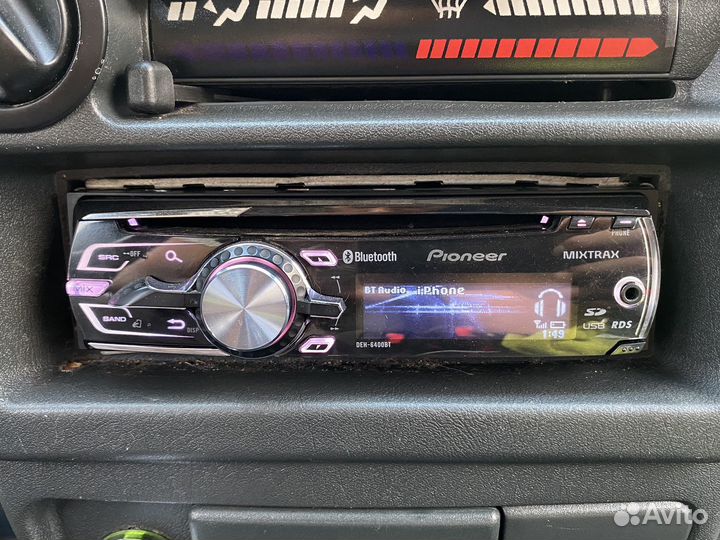 PHONE
SRC
OFF
Bluetooth
Pioneer
MIXTRAX
MIX
BT Audio
iPhone
BAND
DISP
SD
USB
RDS
1:49
DEH-6400BT
Avito